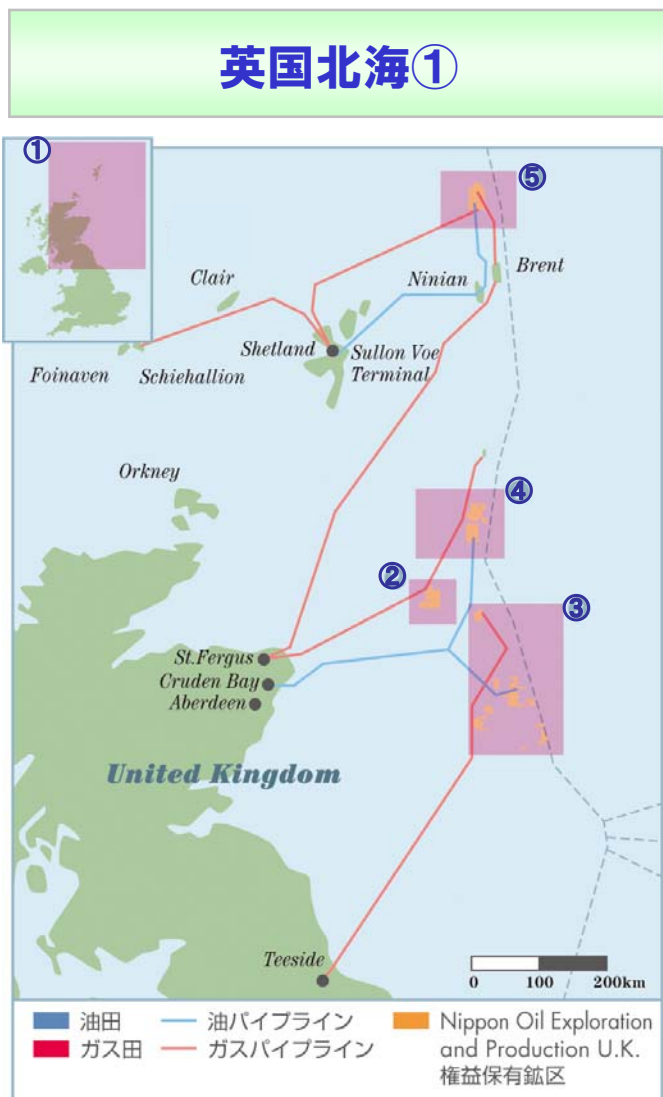 英国北海①
①
⑤
Clair
Ninian
Brent
Shetland
Sullon Voe
Terminal
Foinaven
Schiehallion
Orkney
④
②
③
St.Fergus
Cruden Bay
Aberdeen
United Kingdom
Teeside
0 100 200km
油田
油パイプライン
ガス田
ガスパイプライン
Nippon Oil Exploration
and Production U.K.
権益保有鉱区